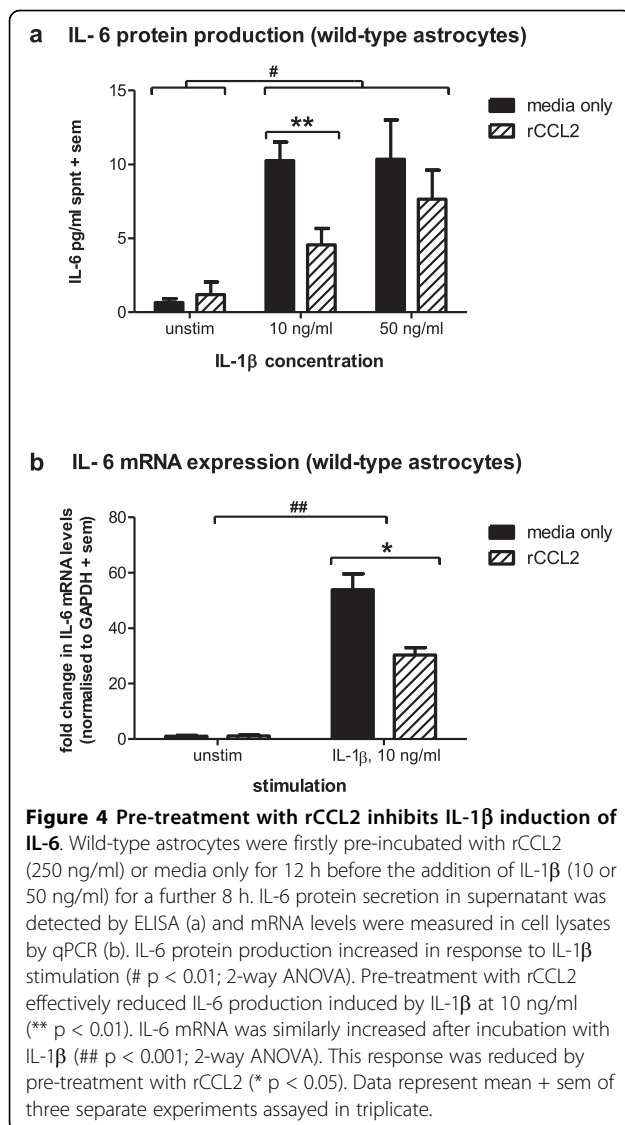 a IL- 6 protein production (wild-type astrocytes)
#
15
media only
**
rCCL2
IL-6 pg/ml spnt + sem
10
5
0
unstim 10 ng/ml 50 ng/ml
IL-1β concentration
b IL- 6 mRNA expression (wild-type astrocytes)
80
##
media only
*
rCCL2
fold change in IL-6 mRNA levels
(normalised to GAPDH + sem)
60
40
20
0
unstim IL-1β, 10 ng/ml
stimulation
Figure 4 Pre-treatment with rCCL2 inhibits IL-1β induction of
IL-6. Wild-type astrocytes were firstly pre-incubated with rCCL2
(250 ng/ml) or media only for 12 h before the addition of IL-1β (10 or
50 ng/ml) for a further 8 h. IL-6 protein secretion in supernatant was
detected by ELISA (a) and mRNA levels were measured in cell lysates
by qPCR (b). IL-6 protein production increased in response to IL-1β
stimulation (# p < 0.01; 2-way ANOVA). Pre-treatment with rCCL2
effectively reduced IL-6 production induced by IL-1β at 10 ng/ml
(** p < 0.01). IL-6 mRNA was similarly increased after incubation with
IL-1β (## p < 0.001; 2-way ANOVA). This response was reduced by
pre-treatment with rCCL2 (* p < 0.05). Data represent mean + sem of
three separate experiments assayed in triplicate.